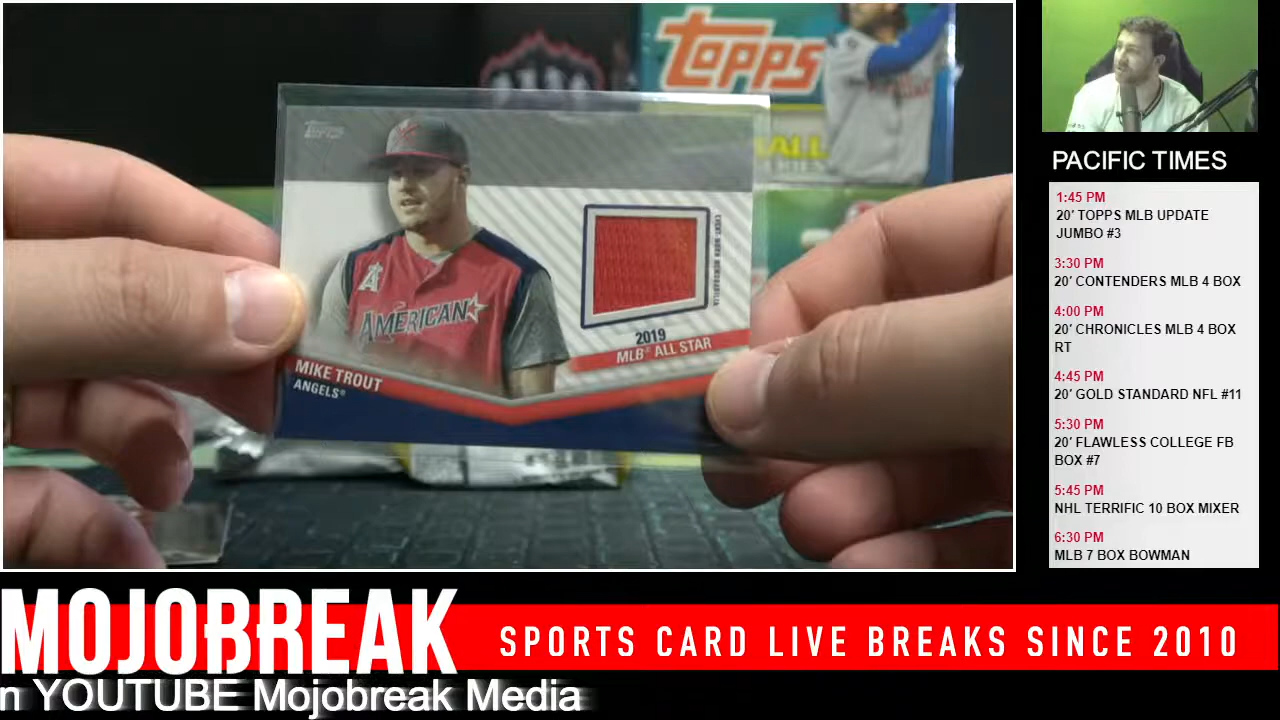 TOPPS
TOPPS
MIKE TROUT
ANGELS®
A
AMERICAN
EVENT-WORN MEMORABILIA
2019
MLB® ALL STAR
PACIFIC TIMES
1:45 PM
20' TOPPS MLB UPDATE
JUMBO #3
3:30 PM
20' CONTENDERS MLB 4 BOX
4:00 PM
20' CHRONICLES MLB 4 BOX
RT
4:45 PM
20' GOLD STANDARD NFL #11
5:30 PM
20' FLAWLESS COLLEGE FB
BOX #7
5:45 PM
NHL TERRIFIC 10 BOX MIXER
6:30 PM
MLB 7 BOX BOWMAN
MOJOBREAK
SPORTS CARD LIVE BREAKS SINCE 2010
n YOUTUBE Mojobreak Media